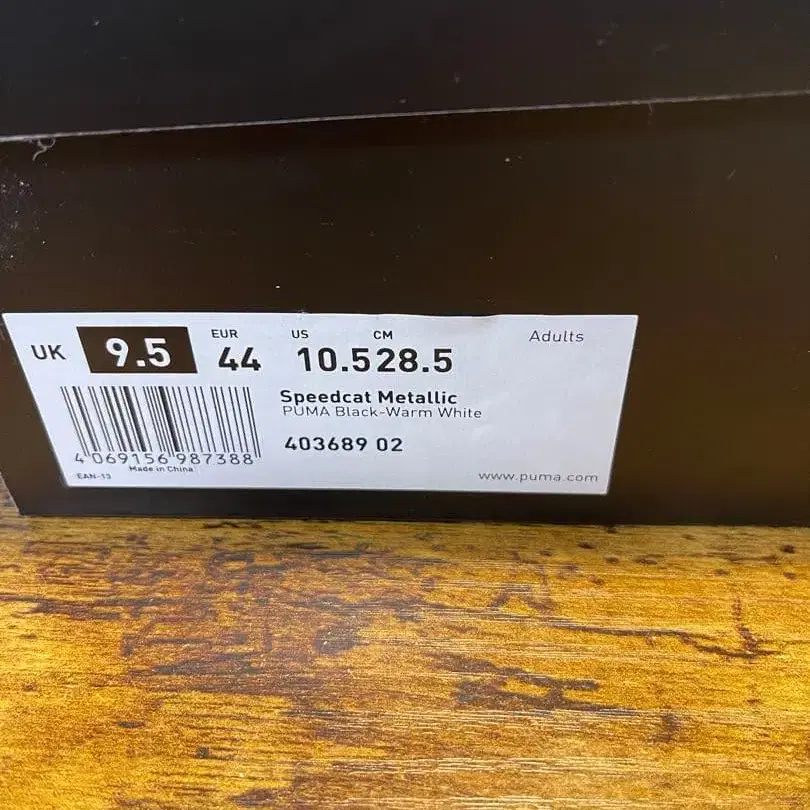 UK 9.5 EUR 44 US 10.5 CM 28.5 Adults
Speedcat Metallic
PUMA Black-Warm White
403689 02
4 069156 987388
Made in China
EAN-13
www.puma.com